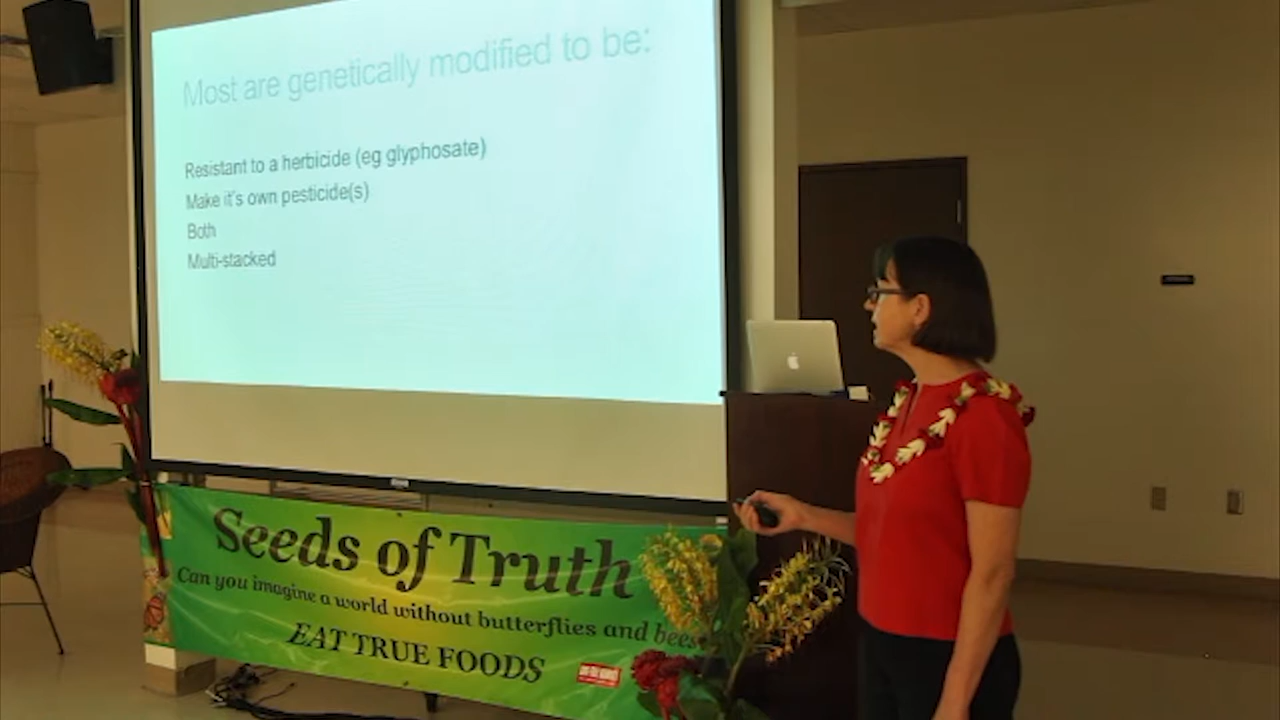 Most are genetically modified to be:
Resistant to a herbicide (eg glyphosate)
Make it's own pesticide(s)
Both
Multi-stacked
Seeds of Truth
Can you imagine a world without butterflies and bees
EAT TRUE FOODS